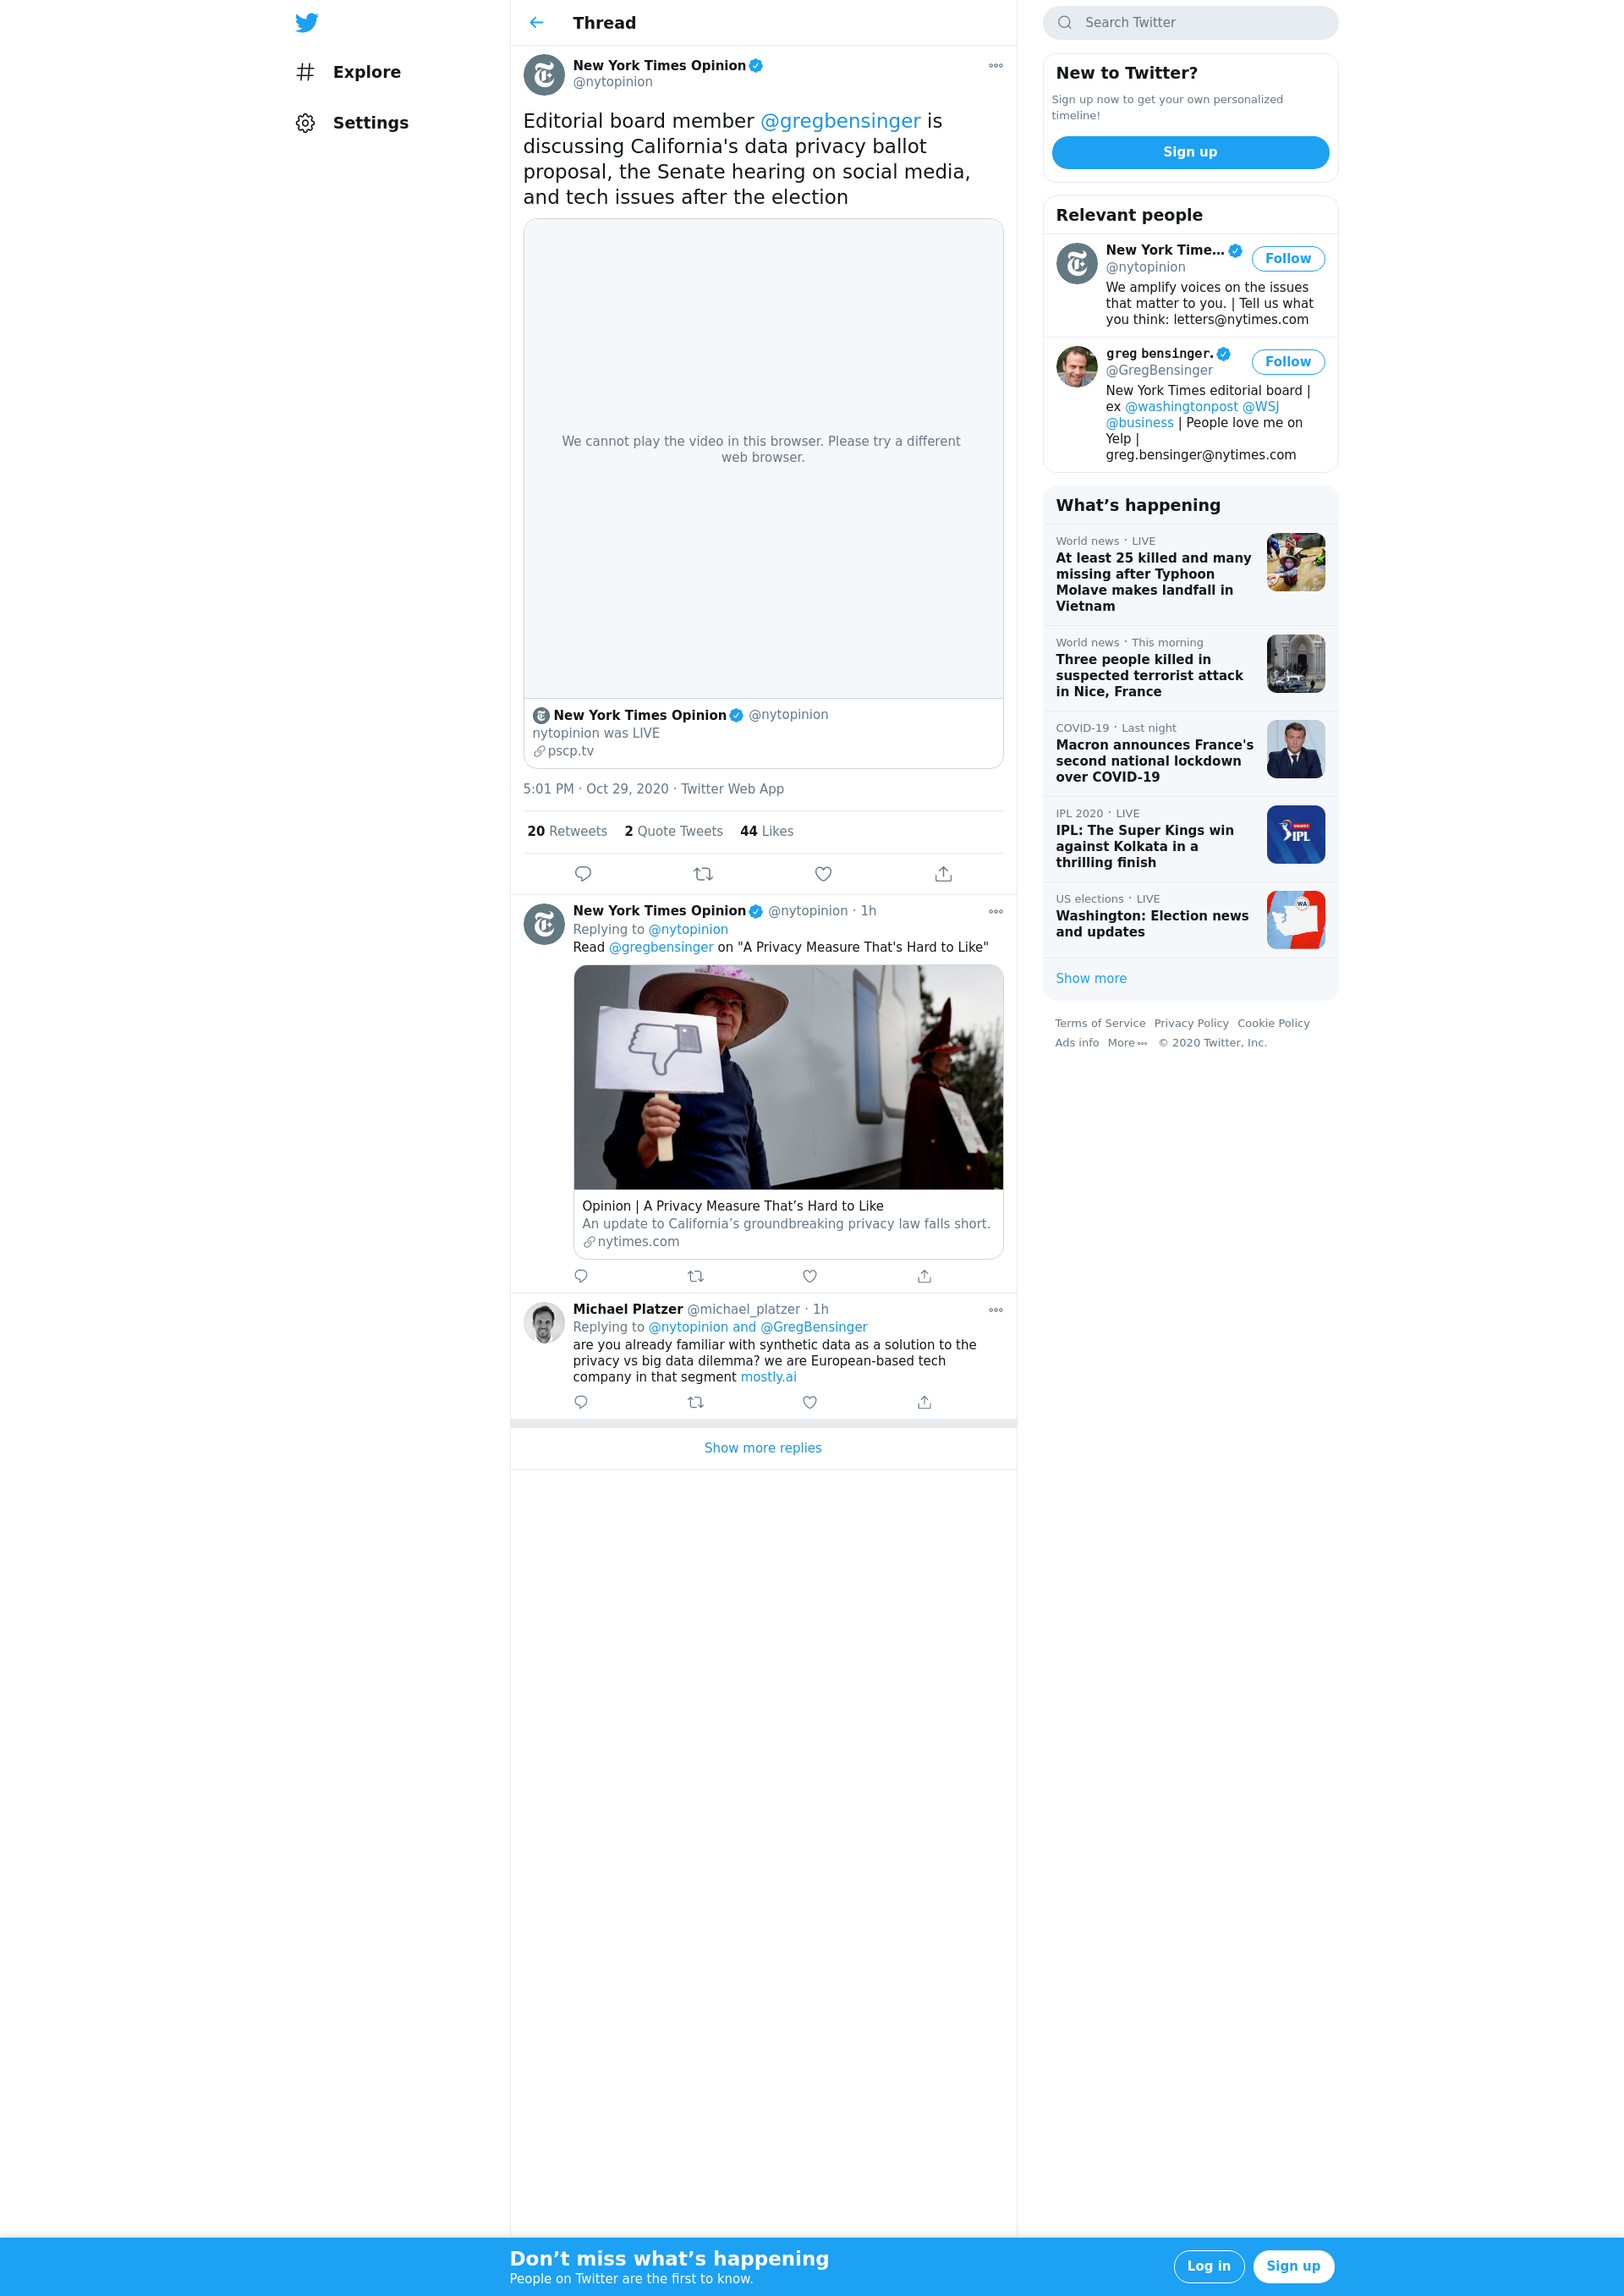 Explore
Settings
Thread
New York Times Opinion
@nytopinion
Editorial board member @gregbensinger is
discussing California's data privacy ballot
proposal, the Senate hearing on social media,
and tech issues after the election
We cannot play the video in this browser. Please try a different
web browser.
New York Times Opinion @nytopinion
nytopinion was LIVE
pscp.tv
5:01 PM · Oct 29, 2020 · Twitter Web App
20 Retweets 2 Quote Tweets 44 Likes
New York Times Opinion @nytopinion · 1h
Replying to @nytopinion
Read @gregbensinger on "A Privacy Measure That's Hard to Like"
Opinion | A Privacy Measure That’s Hard to Like
An update to California’s groundbreaking privacy law falls short.
nytimes.com
Michael Platzer @michael_platzer · 1h
Replying to @nytopinion and @GregBensinger
are you already familiar with synthetic data as a solution to the
privacy vs big data dilemma? we are European-based tech
company in that segment mostly.ai
Show more replies
Search Twitter
New to Twitter?
Sign up now to get your own personalized
timeline!
Sign up
Relevant people
New York Time...
Follow
@nytopinion
We amplify voices on the issues
that matter to you. | Tell us what
you think: letters@nytimes.com
greg bensinger.
Follow
@GregBensinger
New York Times editorial board |
ex @washingtonpost @WSJ
@business | People love me on
Yelp |
greg.bensinger@nytimes.com
What’s happening
World news · LIVE
At least 25 killed and many
missing after Typhoon
Molave makes landfall in
Vietnam
World news · This morning
Three people killed in
suspected terrorist attack
in Nice, France
COVID-19 · Last night
Macron announces France's
second national lockdown
over COVID-19
IPL 2020 · LIVE
IPL: The Super Kings win
against Kolkata in a
thrilling finish
IPL
US elections · LIVE
Washington: Election news
and updates
WA
Show more
Terms of Service Privacy Policy Cookie Policy
Ads info More © 2020 Twitter, Inc.
Don’t miss what’s happening
People on Twitter are the first to know.
Log in
Sign up